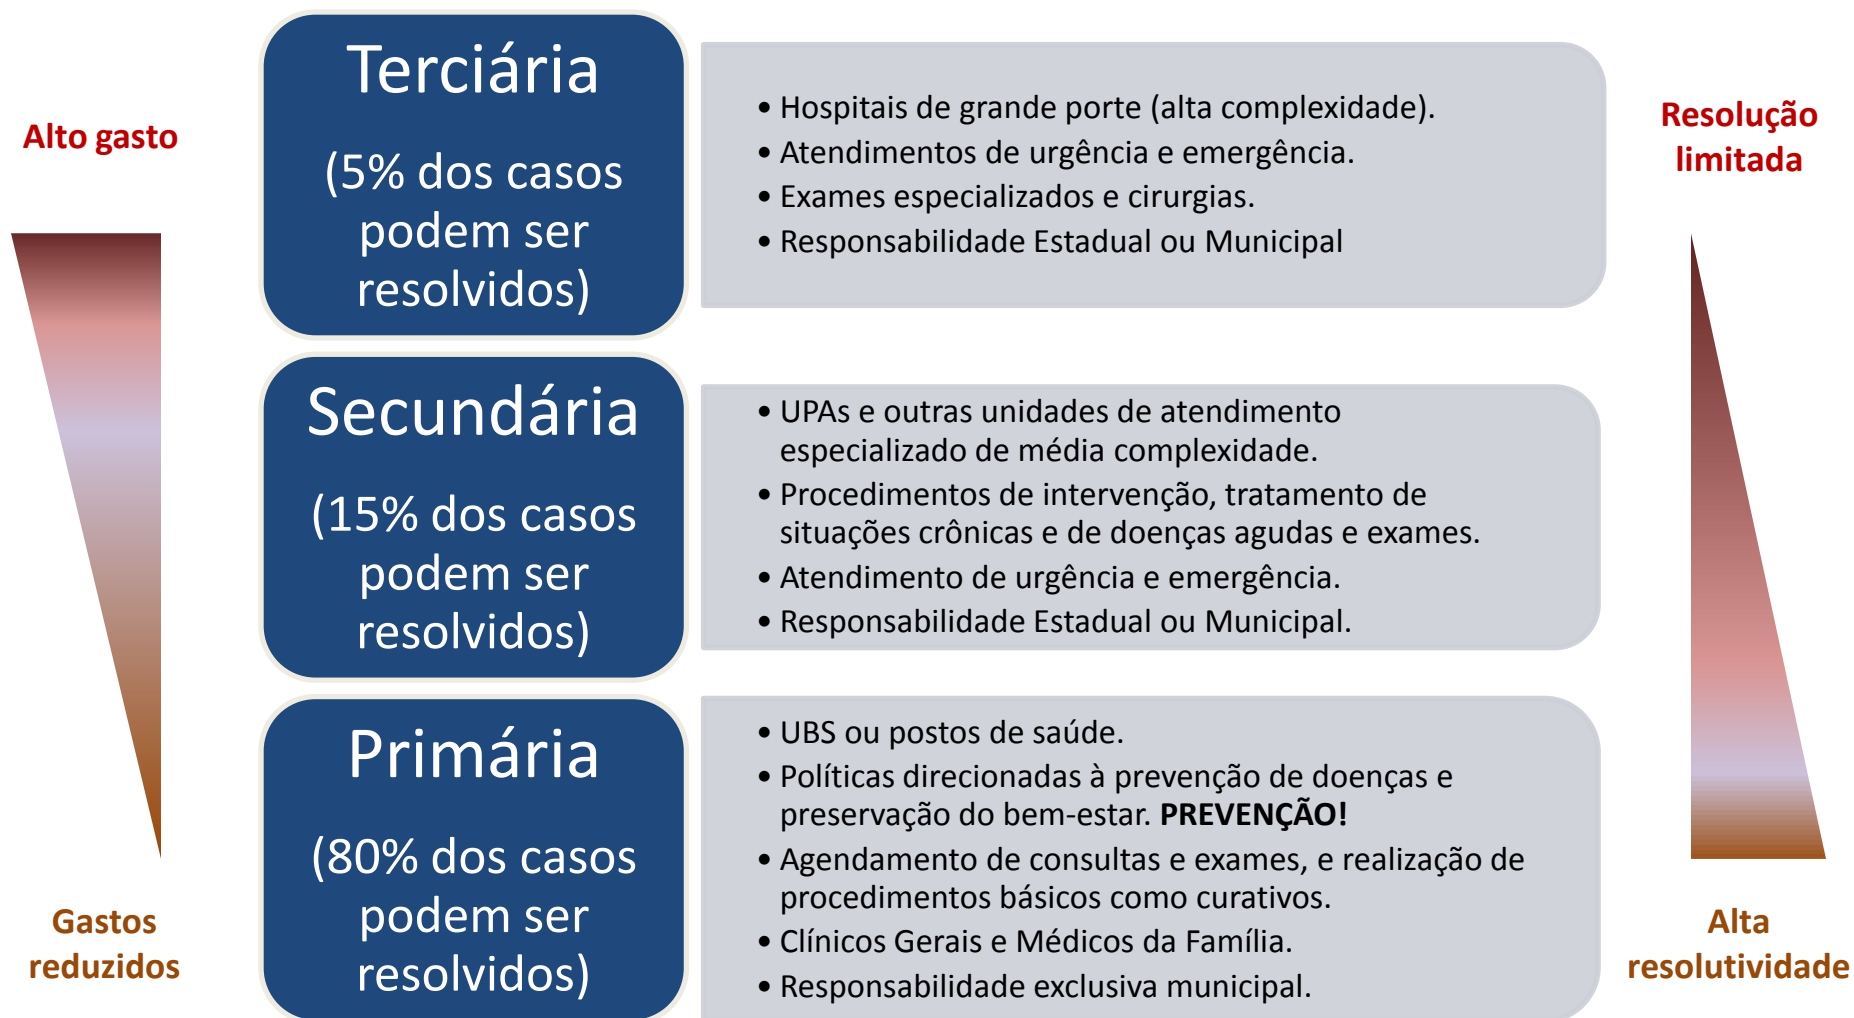 Alto gasto
Terciária
(5% dos casos
podem ser
resolvidos)
• Hospitais de grande porte (alta complexidade).
• Atendimentos de urgência e emergência.
• Exames especializados e cirurgias.
• Responsabilidade Estadual ou Municipal
Resolução
limitada
Secundária
(15% dos casos
podem ser
resolvidos)
• UPAs e outras unidades de atendimento
especializado de média complexidade.
• Procedimentos de intervenção, tratamento de
situações crônicas e de doenças agudas e exames.
• Atendimento de urgência e emergência.
• Responsabilidade Estadual ou Municipal.
Gastos
reduzidos
Primária
(80% dos casos
podem ser
resolvidos)
• UBS ou postos de saúde.
• Políticas direcionadas à prevenção de doenças e
preservação do bem-estar. PREVENÇÃO!
• Agendamento de consultas e exames, e realização de
procedimentos básicos como curativos.
• Clínicos Gerais e Médicos da Família.
• Responsabilidade exclusiva municipal.
Alta
resolutividade